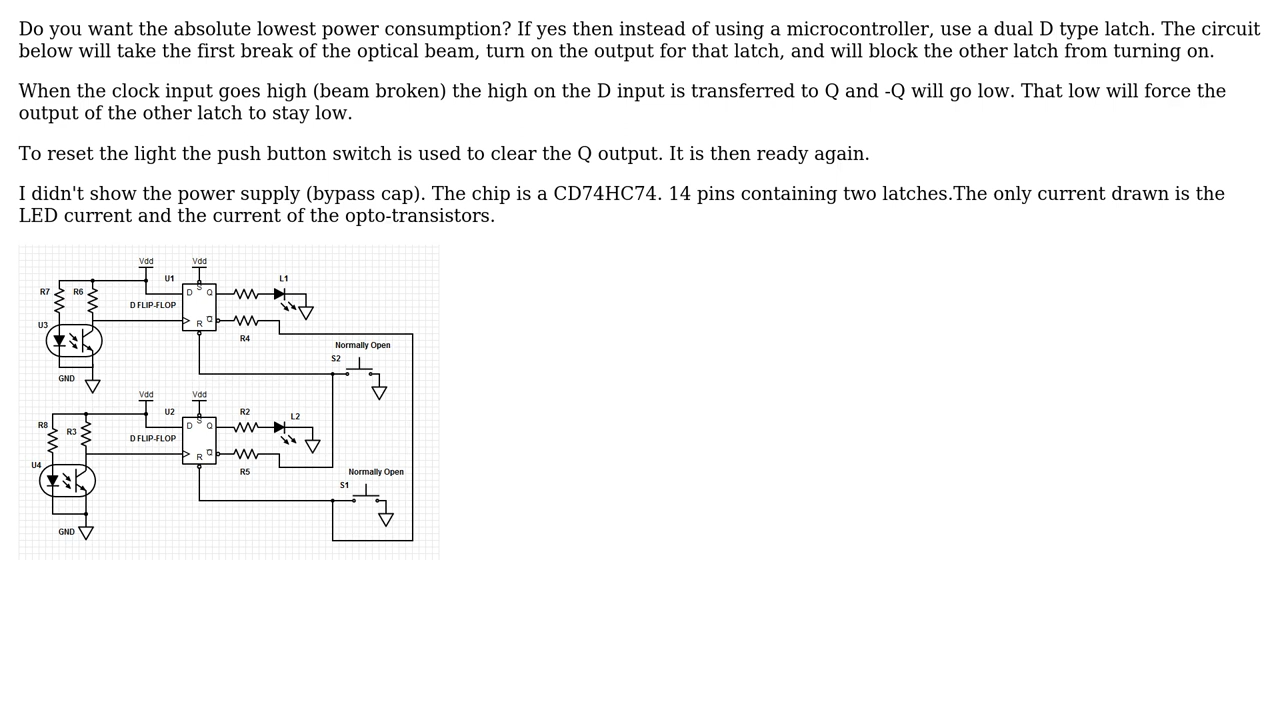 Do you want the absolute lowest power consumption? If yes then instead of using a microcontroller, use a dual D type latch. The circuit
below will take the first break of the optical beam, turn on the output for that latch, and will block the other latch from turning on.
When the clock input goes high (beam broken) the high on the D input is transferred to Q and -Q will go low. That low will force the
output of the other latch to stay low.
To reset the light the push button switch is used to clear the Q output. It is then ready again.
I didn't show the power supply (bypass cap). The chip is a CD74HC74. 14 pins containing two latches.The only current drawn is the
LED current and the current of the opto-transistors.
Vdd Vdd
U1 L1
R7 R6 D S Q
D FLIP-FLOP
U3 R Q
R4
Normally Open
S2
GND
Vdd Vdd
U2 R2 L2
R8 R3 D S Q
D FLIP-FLOP
R Q
U4 R5 Normally Open
S1
GND